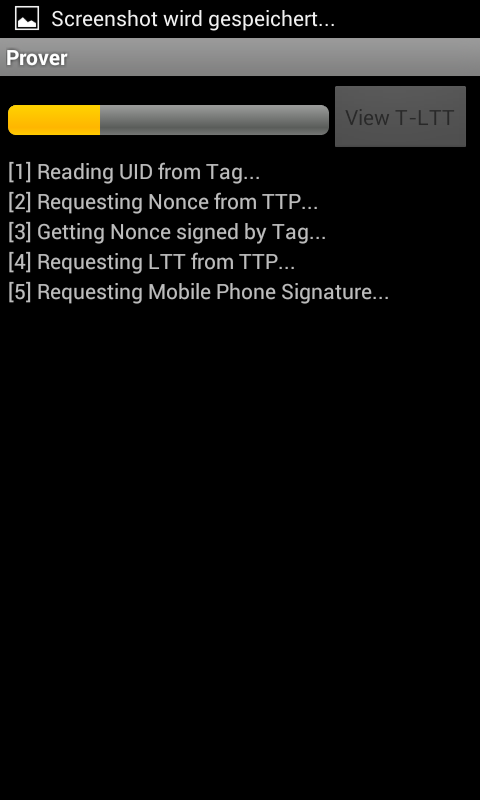 Screenshot wird gespeichert...
Prover
View T-LTT
[1] Reading UID from Tag...
[2] Requesting Nonce from TTP...
[3] Getting Nonce signed by Tag...
[4] Requesting LTT from TTP...
[5] Requesting Mobile Phone Signature...